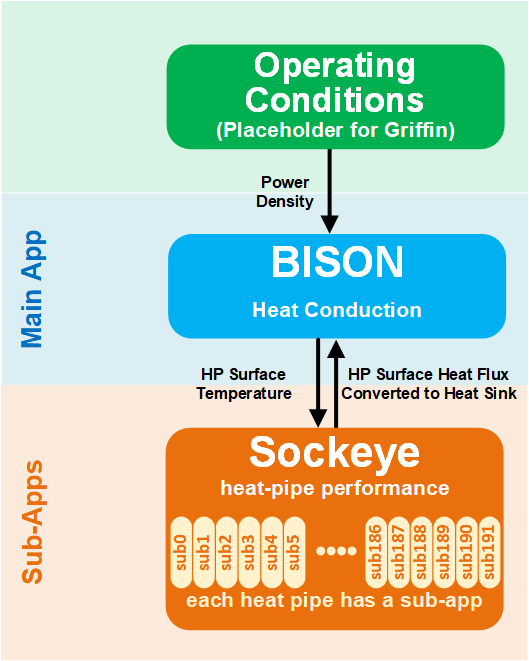 Operating
Conditions
(Placeholder for Griffin)
Power
Density
Main App
BISON
Heat Conduction
HP Surface
Temperature
HP Surface Heat Flux
Converted to Heat Sink
Sub-Apps
Sockeye
heat-pipe performance
sub0
sub1
sub2
sub3
sub4
sub5
sub186
sub187
sub188
sub189
sub190
sub191
each heat pipe has a sub-app